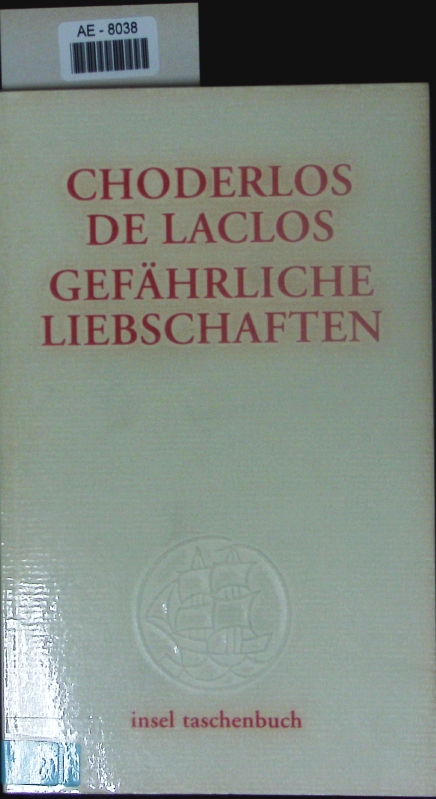 AE - 8038
CHODERLOS
DE LACLOS
GEFÄHRLICHE
LIEBSCHAFTEN
insel taschenbuch